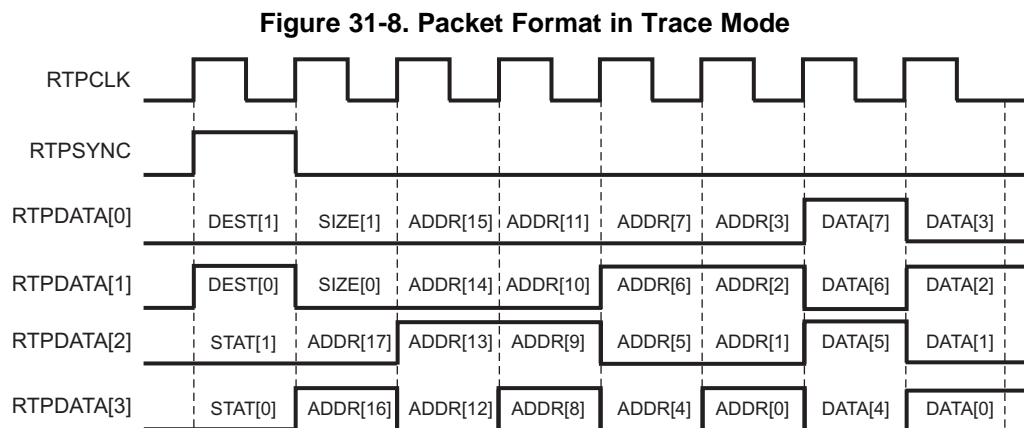 Figure 31-8. Packet Format in Trace Mode
RTPCLK
RTPSYNC
RTPDATA[0] DEST[1] SIZE[1] ADDR[15] ADDR[11] ADDR[7] ADDR[3] DATA[7] DATA[3]
RTPDATA[1] DEST[0] SIZE[0] ADDR[14] ADDR[10] ADDR[6] ADDR[2] DATA[6] DATA[2]
RTPDATA[2] STAT[1] ADDR[17] ADDR[13] ADDR[9] ADDR[5] ADDR[1] DATA[5] DATA[1]
RTPDATA[3] STAT[0] ADDR[16] ADDR[12] ADDR[8] ADDR[4] ADDR[0] DATA[4] DATA[0]